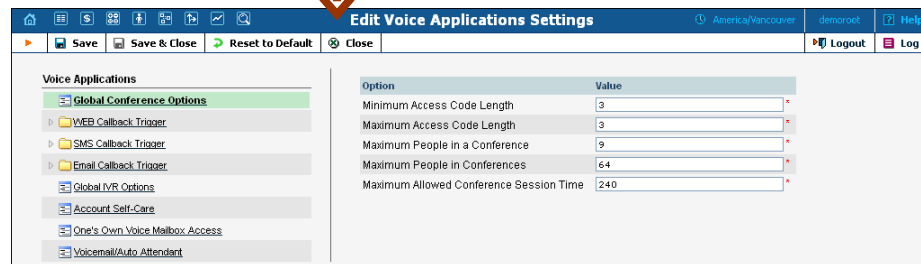 Edit Voice Applications Settings America/Vancouver demoroot ? Help
Save Save & Close Reset to Default Close Logout Log
Voice Applications
Global Conference Options
WEB Callback Trigger
SMS Callback Trigger
Email Callback Trigger
Global IVR Options
Account Self-Care
One's Own Voice Mailbox Access
Voicemail/Auto Attendant
Option Value
Minimum Access Code Length 3 *
Maximum Access Code Length 3 *
Maximum People in a Conference 9 *
Maximum People in Conferences 64 *
Maximum Allowed Conference Session Time 240 *